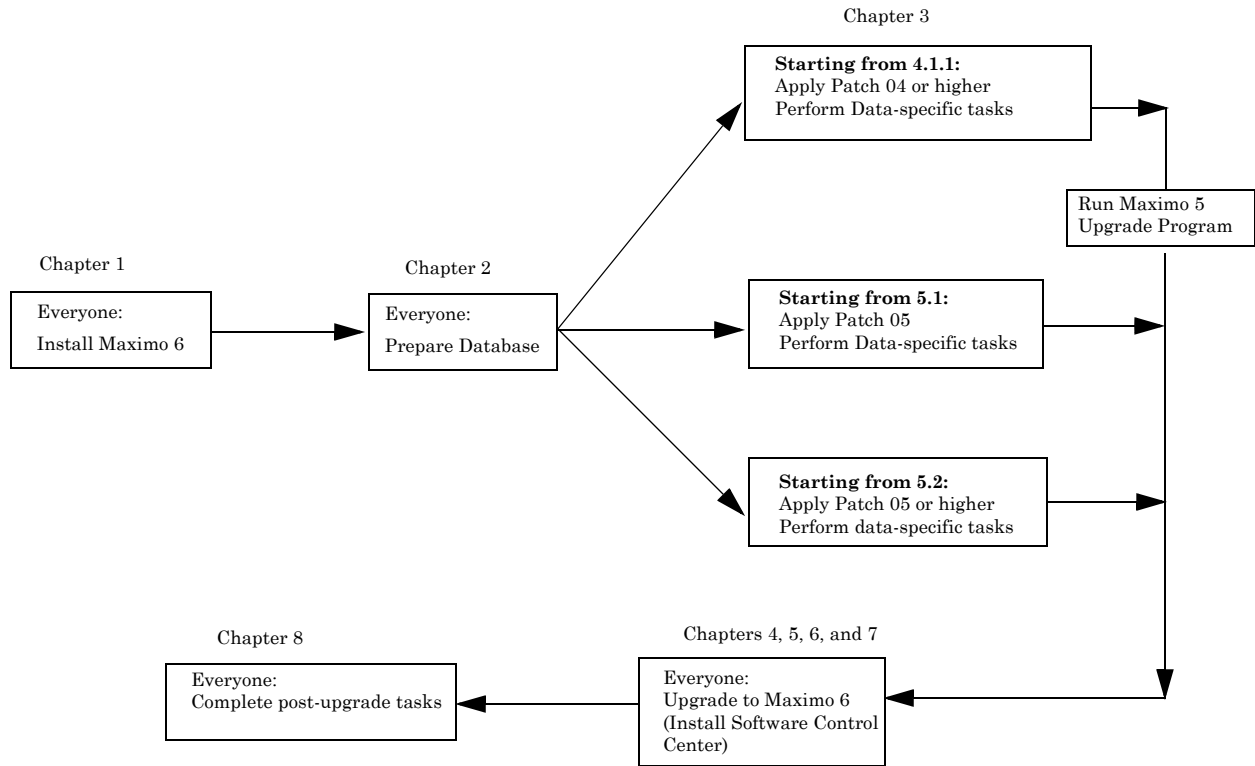 Chapter 3
Starting from 4.1.1:
Apply Patch 04 or higher
Perform Data-specific tasks
Run Maximo 5
Upgrade Program
Chapter 1
Everyone:
Install Maximo 6
Chapter 2
Everyone:
Prepare Database
Starting from 5.1:
Apply Patch 05
Perform Data-specific tasks
Starting from 5.2:
Apply Patch 05 or higher
Perform data-specific tasks
Chapters 4, 5, 6, and 7
Everyone:
Upgrade to Maximo 6
(Install Software Control
Center)
Chapter 8
Everyone:
Complete post-upgrade tasks